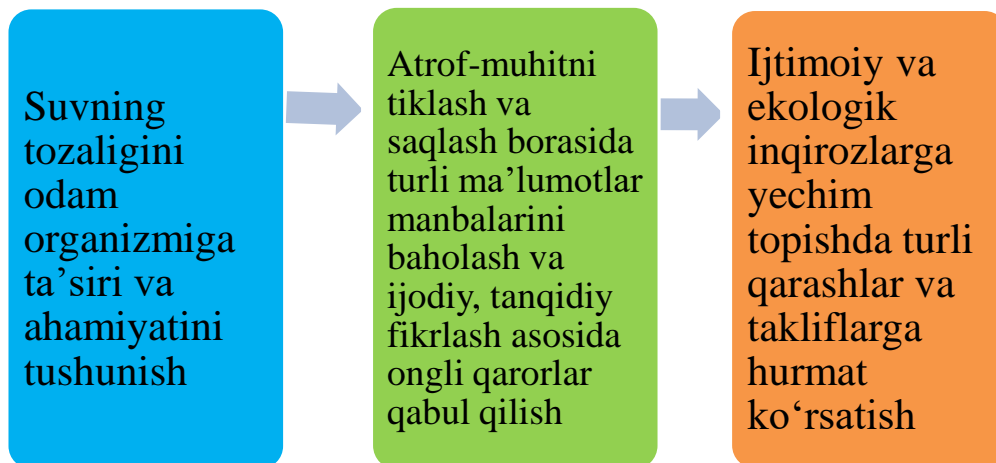 Suvning
tozaligini
odam
organizmiga
ta’siri va
ahamiyatini
tushunish
Atrof-muhitni
tiklash va
saqlash borasida
turli ma’lumotlar
manbalarini
baholash va
ijodiy, tanqidiy
fikrlash asosida
ongli qarorlar
qabul qilish
Ijtimoiy va
ekologik
inqirozlarga
yechim
topishda turli
qarashlar va
takliflarga
hurmat
ko‘rsatish